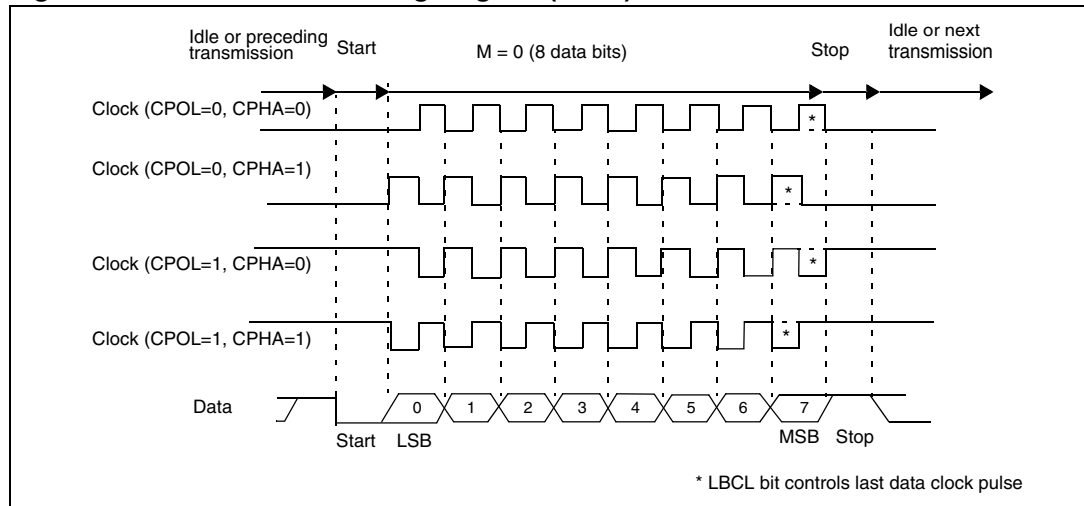 Idle or preceding
transmission
Start
M = 0 (8 data bits)
Stop
Idle or next
transmission
Clock (CPOL=0, CPHA=0)
*
Clock (CPOL=0, CPHA=1)
*
Clock (CPOL=1, CPHA=0)
*
Clock (CPOL=1, CPHA=1)
*
Data
0 1 2 3 4 5 6 7
Start LSB MSB Stop
* LBCL bit controls last data clock pulse